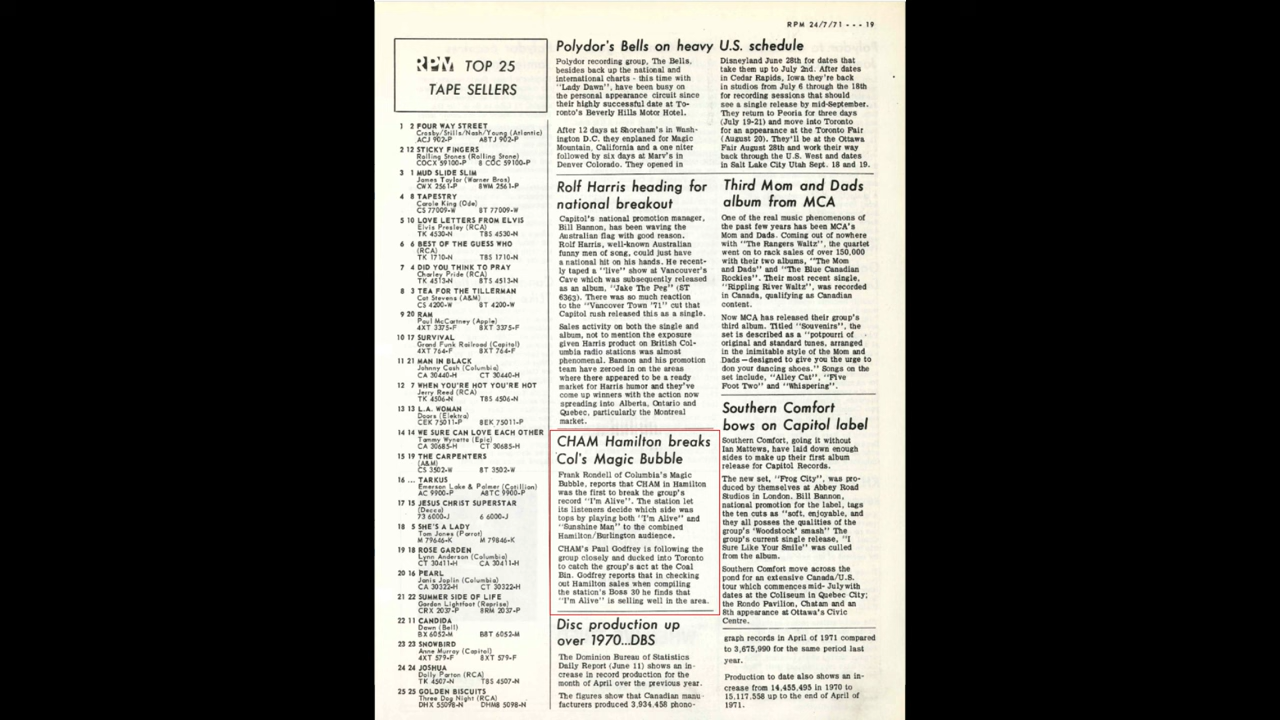 RPM 24/7/71 --- 19
RPM TOP 25
TAPE SELLERS
1 2 FOUR WAY STREET
Crosby/Stills/Nash/Young (Atlantic)
ACJ 902-P A8TJ 902-P
2 12 STICKY FINGERS
Rolling Stones (Rolling Stone)
COCX 59100-P 8 COC 59100-P
3 1 MUD SLIDE SLIM
James Taylor (Warner Bros)
CWX 2561-P 8WM 2561-P
4 8 TAPESTRY
Carole King (Ode)
CS 77009-W 8T 77009-W
5 10 LOVE LETTERS FROM ELVIS
Elvis Presley (RCA)
TK 4530-N T8S 4530-N
6 6 BEST OF THE GUESS WHO
(RCA)
TK 1710-N T8S 1710-N
7 4 DID YOU THINK TO PRAY
Charley Pride (RCA)
TK 4513-N 8TS 4513-N
8 3 TEA FOR THE TILLERMAN
Cat Stevens (A&M)
CS 4200-W 8T 4200-W
9 20 RAM
Paul McCartney (Apple)
4XT 3375-F 8XT 3375-F
10 17 SURVIVAL
Grand Funk Railroad (Capitol)
4XT 764-F 8XT 764-F
11 21 MAN IN BLACK
Johnny Cash (Columbia)
CA 30440-H CT 30440-H
12 7 WHEN YOU'RE HOT YOU'RE HOT
Jerry Reed (RCA)
TK 4506-N T8S 4506-N
13 13 L.A. WOMAN
Doors (Elektra)
CEK 75011-P 8EK 75011-P
14 14 WE SURE CAN LOVE EACH OTHER
Tammy Wynette (Epic)
CA 30685-H CT 30685-H
15 19 THE CARPENTERS
(A&M)
CS 3502-W 8T 3502-W
16 ... TARKUS
Emerson Lake & Palmer (Cotillion)
AC 9900-P A8TC 9900-P
17 15 JESUS CHRIST SUPERSTAR
(Decca)
73 6000-J 6 6000-J
18 5 SHE'S A LADY
Tom Jones (Parrot)
M 79646-K M 79846-K
19 18 ROSE GARDEN
Lynn Anderson (Columbia)
CT 30411-H CA 30411-H
20 16 PEARL
Janis Joplin (Columbia)
CA 30322-H CT 30322-H
21 22 SUMMER SIDE OF LIFE
Gordon Lightfoot (Reprise)
CRX 2037-P 8RM 2037-P
22 11 CANDIDA
Dawn (Bell)
BX 6052-M B8T 6052-M
23 23 SNOWBIRD
Anne Murray (Capitol)
4XT 579-F 8XT 579-F
24 24 JOSHUA
Dolly Parton (RCA)
TK 4507-N T8S 4507-N
25 25 GOLDEN BISCUITS
Three Dog Night (RCA)
DHX 55098-N DHM8 5098-N
Polydor's Bells on heavy U.S. schedule
Polydor recording group, The Bells,
besides back up the national and
international charts - this time with
"Lady Dawn", have been busy on
the personal appearance circuit since
their highly successful date at To-
ronto's Beverly Hills Motor Hotel.
After 12 days at Shoreham's in Wash-
ington D.C. they enplaned for Magic
Mountain, California and a one niter
followed by six days at Marv's in
Denver Colorado. They opened in
Disneyland June 28th for dates that
take them up to July 2nd. After dates
in Cedar Rapids, Iowa they're back
in studios from July 6 through the 18th
for recording sessions that should
see a single release by mid-September.
They return to Peoria for three days
(July 19-21) and move into Toronto
for an appearance at the Toronto Fair
(August 20). They'll be at the Ottawa
Fair August 28th and work their way
back through the U.S. West and dates
in Salt Lake City Utah Sept. 18 and 19.
Rolf Harris heading for
national breakout
Capitol's national promotion manager,
Bill Bannon, has been waving the
Australian flag with good reason.
Rolf Harris, well-known Australian
funny men of song, could just have
a national hit on his hands. He recent-
ly taped a "live" show at Vancouver's
Cave which was subsequently released
as an album, "Jake The Peg" (ST
6363). There was so much reaction
to the "Vancouver Town '71" cut that
Capitol rush released this as a single.
Sales activity on both the single and
album, not to mention the exposure
given Harris product on British Col-
umbia radio stations was almost
phenomenal. Bannon and his promotion
team have zeroed in on the areas
where there appeared to be a ready
market for Harris humor and they've
come up winners with the action now
spreading into Alberta, Ontario and
Quebec, particularly the Montreal
market.
CHAM Hamilton breaks
Col's Magic Bubble
Frank Rondell of Columbia's Magic
Bubble, reports that CHAM in Hamilton
was the first to break the group's
record "I'm Alive". The station let
its listeners decide which side was
tops by playing both "I'm Alive" and
"Sunshine Man" to the combined
Hamilton/Burlington audience.
CHAM's Paul Godfrey is following the
group closely and ducked into Toronto
to catch the group's act at the Coal
Bin. Godfrey reports that in checking
out Hamilton sales when compiling
the station's Boss 30 he finds that
"I'm Alive" is selling well in the area.
Disc production up
over 1970...DBS
The Dominion Bureau of Statistics
Daily Report (June 11) shows an in-
crease in record production for the
month of April over the previous year.
The figures show that Canadian manu-
facturers produced 3,934,458 phono-
Third Mom and Dads
album from MCA
One of the real music phenomenons of
the past few years has been MCA's
Mom and Dads. Coming out of nowhere
with "The Rangers Waltz", the quartet
went on to rack sales of over 150,000
with their two albums, "The Mom
and Dads" and "The Blue Canadian
Rockies". Their most recent single,
"Rippling River Waltz", was recorded
in Canada, qualifying as Canadian
content.
Now MCA has released their group's
third album. Titled "Souvenirs", the
set is described as a "potpourri of
original and standard tunes, arranged
in the inimitable style of the Mom and
Dads—designed to give you the urge to
don your dancing shoes." Songs on the
set include, "Alley Cat", "Five
Foot Two" and "Whispering".
Southern Comfort
bows on Capitol label
Southern Comfort, going it without
Ian Mattews, have laid down enough
sides to make up their first album
release for Capitol Records.
The new set, "Frog City", was pro-
duced by themselves at Abbey Road
Studios in London. Bill Bannon,
national promotion for the label, tags
the ten cuts as "soft, enjoyable, and
they all posses the qualities of the
group's 'Woodstock' smash" The
group's current single release, "I
Sure Like Your Smile" was culled
from the album.
Southern Comfort move across the
pond for an extensive Canada/U.S.
tour which commences mid-July with
dates at the Coliseum in Quebec City;
the Rondo Pavilion, Chatam and an
8th appearance at Ottawa's Civic
Centre.
graph records in April of 1971 compared
to 3,675,990 for the same period last
year.
Production to date also shows an in-
crease from 14,455,495 in 1970 to
15,117,558 up to the end of April of
1971.